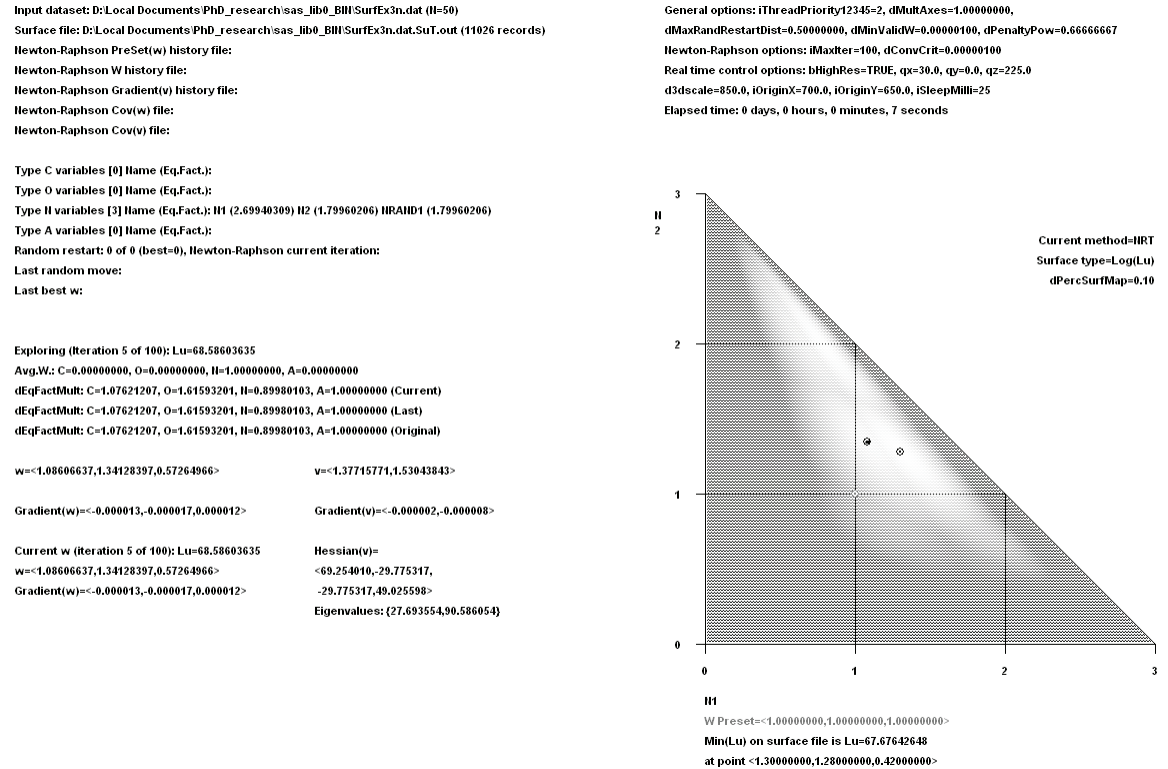 Input dataset: D:\Local Documents\PhD_research\sas_lib0_BIN\SurfEx3n.dat (N=50)
Surface file: D:\Local Documents\PhD_research\sas_lib0_BIN\SurfEx3n.dat.SuT.out (11026 records)
Newton-Raphson PreSet(w) history file:
Newton-Raphson W history file:
Newton-Raphson Gradient(v) history file:
Newton-Raphson Cov(w) file:
Newton-Raphson Cov(v) file:
General options: iThreadPriority12345=2, dMultAxes=1.00000000,
dMaxRandRestartDist=0.50000000, dMinValidW=0.00000100, dPenaltyPow=0.66666667
Newton-Raphson options: iMaxIter=100, dConvCrit=0.00000100
Real time control options: bHighRes=TRUE, qx=30.0, qy=0.0, qz=225.0
d3dscale=850.0, iOriginX=700.0, iOriginY=650.0, iSleepMilli=25
Elapsed time: 0 days, 0 hours, 0 minutes, 7 seconds
Type C variables [0] Name (Eq.Fact.):
Type O variables [0] Name (Eq.Fact.):
Type N variables [3] Name (Eq.Fact.): N1 (2.69940309) N2 (1.79960206) NRAND1 (1.79960206)
Type A variables [0] Name (Eq.Fact.):
Random restart: 0 of 0 (best=0), Newton-Raphson current iteration:
Last random move:
Last best w:
Exploring (Iteration 5 of 100): Lu=68.58603635
Avg.W.: C=0.00000000, O=0.00000000, N=1.00000000, A=0.00000000
dEqFactMult: C=1.07621207, O=1.61593201, N=0.89980103, A=1.00000000 (Current)
dEqFactMult: C=1.07621207, O=1.61593201, N=0.89980103, A=1.00000000 (Last)
dEqFactMult: C=1.07621207, O=1.61593201, N=0.89980103, A=1.00000000 (Original)
w=<1.08606637,1.34128397,0.57264966>
v=<1.37715771,1.53043843>
Gradient(w)=<-0.000013,-0.000017,0.000012>
Gradient(v)=<-0.000002,-0.000008>
Current w (iteration 5 of 100): Lu=68.58603635
w=<1.08606637,1.34128397,0.57264966>
Gradient(w)=<-0.000013,-0.000017,0.000012>
Hessian(v)=
<69.254010,-29.775317,
-29.775317,49.025598>
Eigenvalues: {27.693554,90.586054}
N
2
Current method=NRT
Surface type=Log(Lu)
dPercSurfMap=0.10
3
2
1
0
0 1 2 3
N1
W Preset=<1.00000000,1.00000000,1.00000000>
Min(Lu) on surface file is Lu=67.67642648
at point <1.30000000,1.28000000,0.42000000>